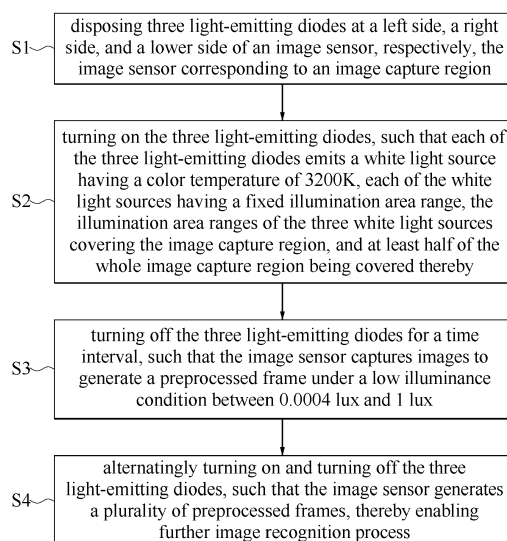 S1
disposing three light-emitting diodes at a left side, a right
side, and a lower side of an image sensor, respectively, the
image sensor corresponding to an image capture region
S2
turning on the three light-emitting diodes, such that each of
the three light-emitting diodes emits a white light source
having a color temperature of 3200K, each of the white
light sources having a fixed illumination area range, the
illumination area ranges of the three white light sources
covering the image capture region, and at least half of the
whole image capture region being covered thereby
S3
turning off the three light-emitting diodes for a time
interval, such that the image sensor captures images to
generate a preprocessed frame under a low illuminance
condition between 0.0004 lux and 1 lux
S4
alternatingly turning on and turning off the three
light-emitting diodes, such that the image sensor generates
a plurality of preprocessed frames, thereby enabling
further image recognition process